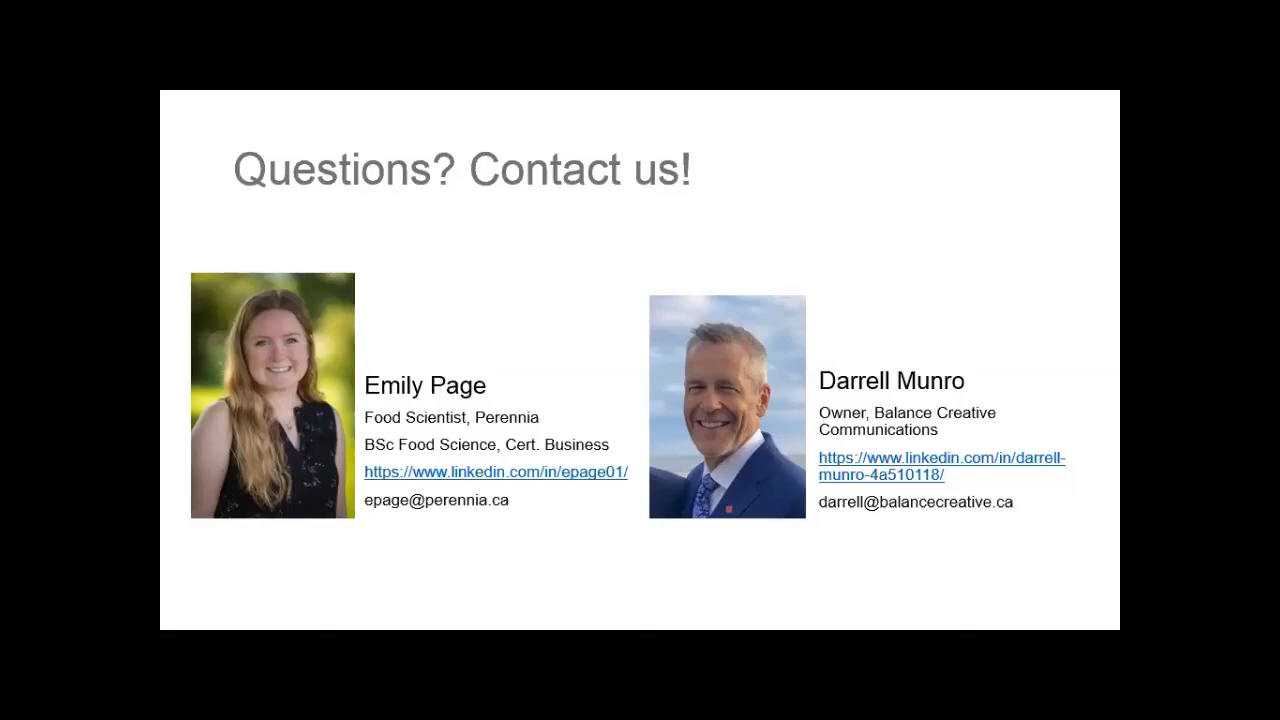 Questions? Contact us!
Emily Page
Food Scientist, Perennia
BSc Food Science, Cert. Business
https://www.linkedin.com/in/epage01/
epage@perennia.ca
Darrell Munro
Owner, Balance Creative
Communications
https://www.linkedin.com/in/darrell-
munro-4a510118/
darrell@balancecreative.ca